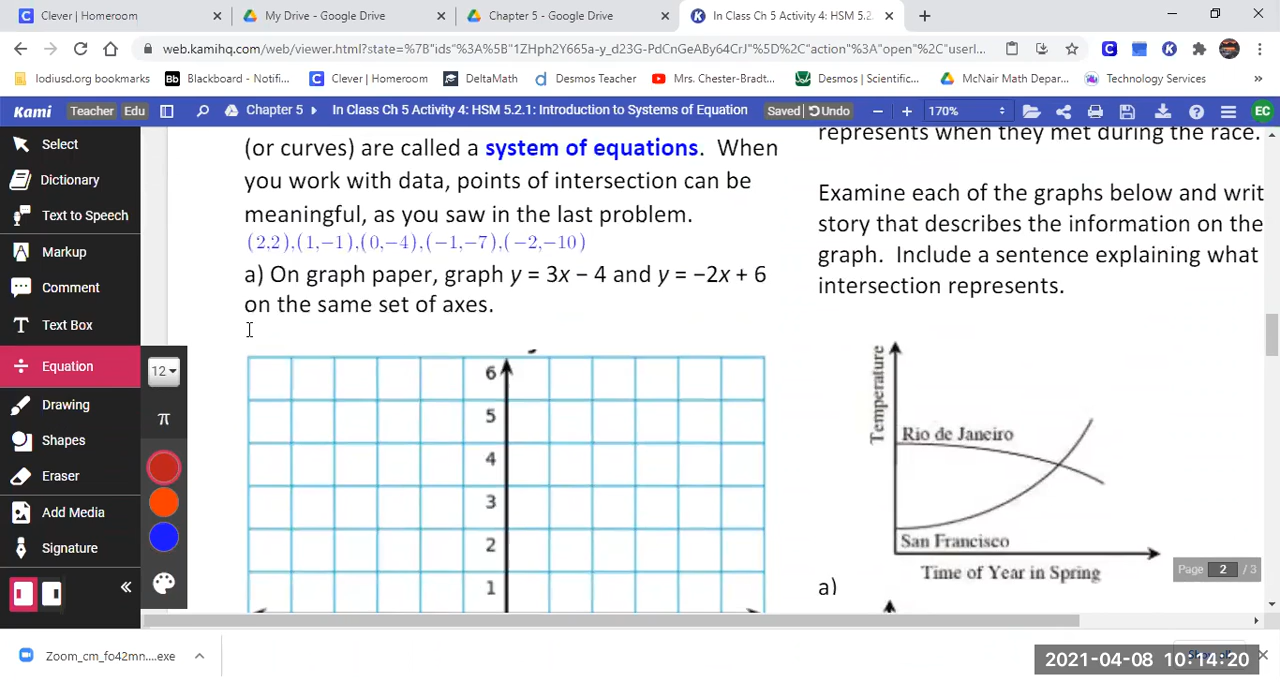 Clever | Homeroom
My Drive - Google Drive
Chapter 5 - Google Drive
In Class Ch 5 Activity 4: HSM 5.2.
web.kamihq.com/web/viewer.html?state=%7B"ids"%3A%5B"1ZHph2Y665a-y_d23G-PdCnGeABy64CrJ"%5D%2C"action"%3A"open"%2C"userI...
lodiusd.org bookmarks
Blackboard - Notifi...
Clever | Homeroom
DeltaMath
Desmos Teacher
Mrs. Chester-Bradt...
Desmos | Scientific...
McNair Math Depar...
Technology Services
»
Kami Teacher Edu
Chapter 5
In Class Ch 5 Activity 4: HSM 5.2.1: Introduction to Systems of Equation
Saved Undo
170%
EC
Select
Dictionary
Text to Speech
Markup
Comment
Text Box
Equation
Drawing
Shapes
Eraser
Add Media
Signature
12
π
(or curves) are called a system of equations. When
you work with data, points of intersection can be
meaningful, as you saw in the last problem.
(2,2),(1,−1),(0,−4),(−1,−7),(−2,−10)
a) On graph paper, graph y = 3x − 4 and y = −2x + 6
on the same set of axes.
6
5
4
3
2
1
represents when they met during the race.
Examine each of the graphs below and writ
story that describes the information on the
graph. Include a sentence explaining what
intersection represents.
Temperature
Rio de Janeiro
San Francisco
Time of Year in Spring
a)
Page 2 / 3
Zoom_cm_fo42mn....exe
2021-04-08 10:14:20